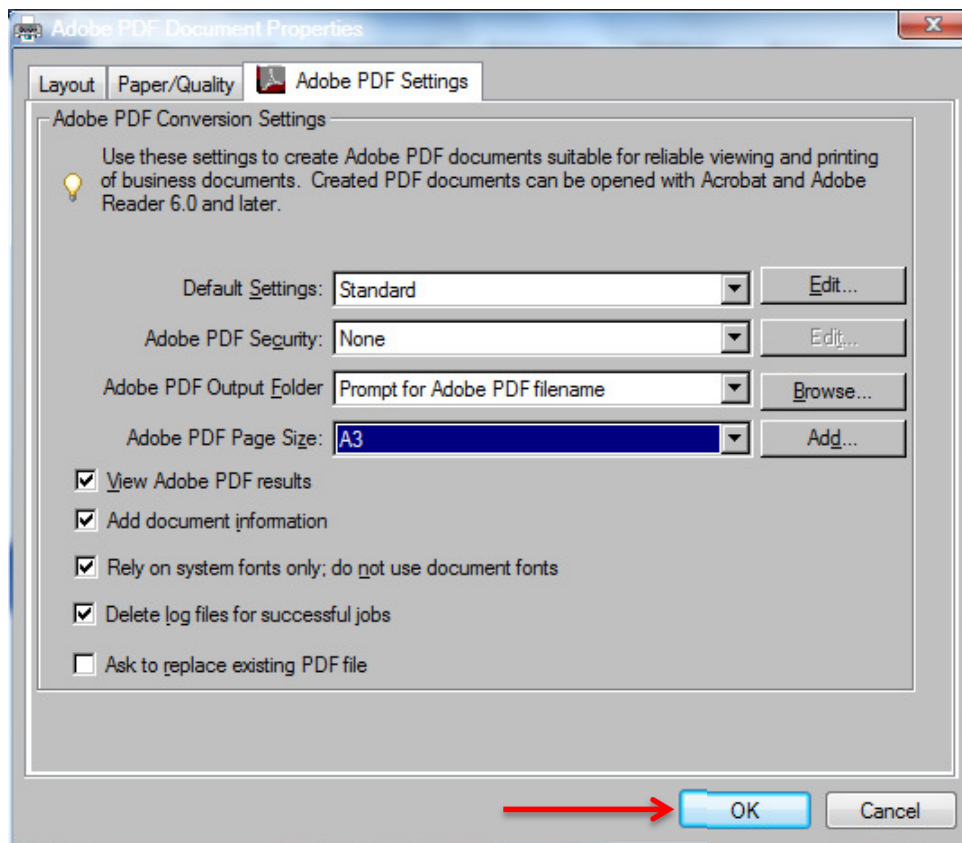 Adobe PDF Document Properties
Layout Paper/Quality Adobe PDF Settings
Adobe PDF Conversion Settings
Use these settings to create Adobe PDF documents suitable for reliable viewing and printing
of business documents. Created PDF documents can be opened with Acrobat and Adobe
Reader 6.0 and later.
Default Settings: Standard Edit...
Adobe PDF Security: None Edit...
Adobe PDF Output Folder Prompt for Adobe PDF filename Browse...
Adobe PDF Page Size: A3 Add...
View Adobe PDF results
Add document information
Rely on system fonts only; do not use document fonts
Delete log files for successful jobs
Ask to replace existing PDF file
OK Cancel